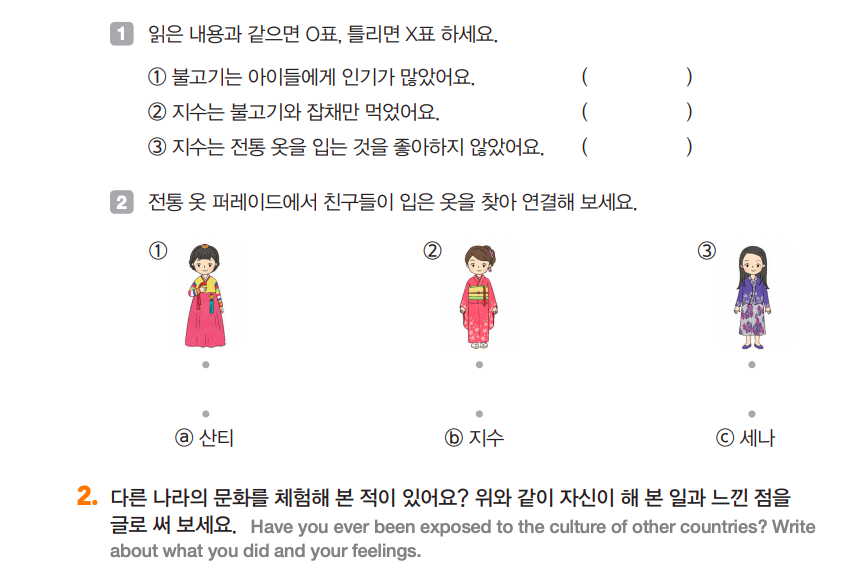 1 읽은 내용과 같으면 O표, 틀리면 X표 하세요.
① 불고기는 아이들에게 인기가 많았어요. ( )
② 지수는 불고기와 잡채만 먹었어요. ( )
③ 지수는 전통 옷을 입는 것을 좋아하지 않았어요. ( )
2 전통 옷 퍼레이드에서 친구들이 입은 옷을 찾아 연결해 보세요.
① ② ③
ⓐ 산티 ⓑ 지수 ⓒ 세나
2. 다른 나라의 문화를 체험해 본 적이 있어요? 위와 같이 자신이 해 본 일과 느낀 점을
글로 써 보세요. Have you ever been exposed to the culture of other countries? Write
about what you did and your feelings.